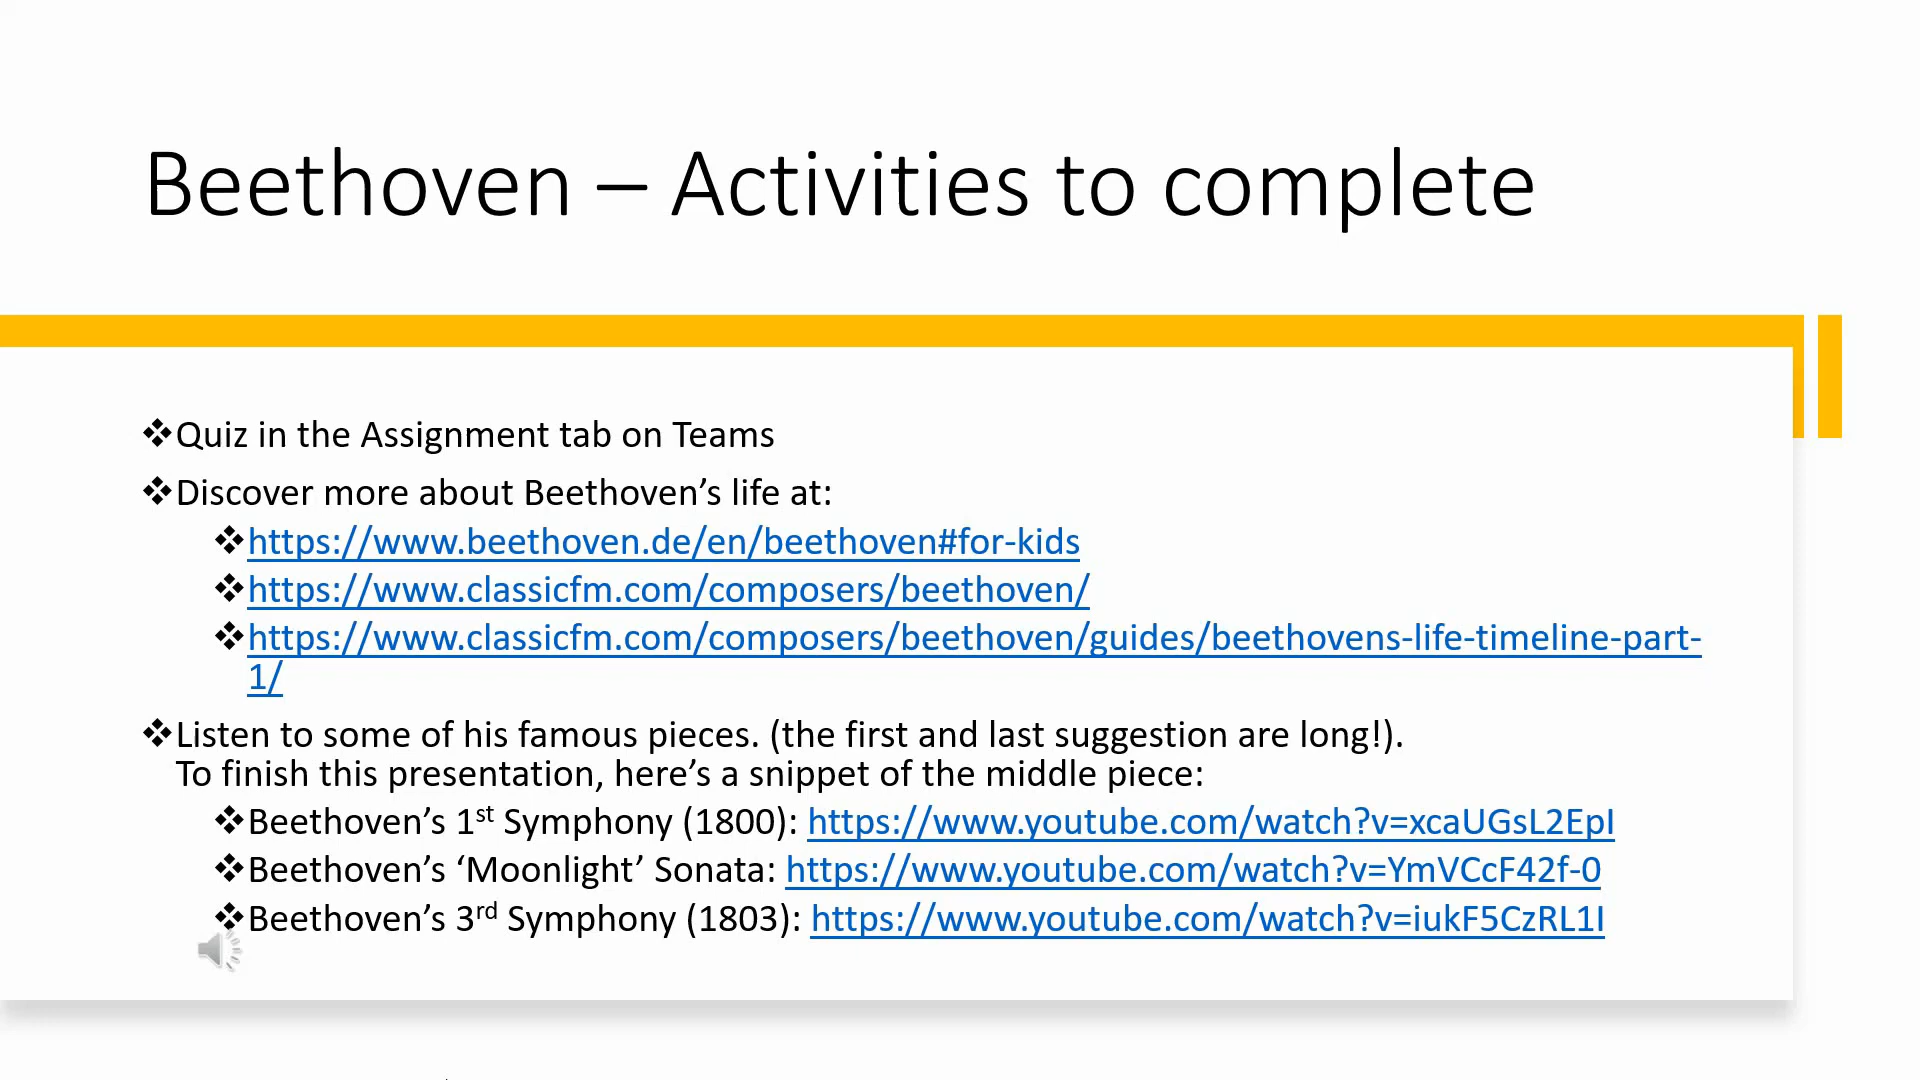 Beethoven – Activities to complete
❖Quiz in the Assignment tab on Teams
❖Discover more about Beethoven’s life at:
❖https://www.beethoven.de/en/beethoven#for-kids
❖https://www.classicfm.com/composers/beethoven/
❖https://www.classicfm.com/composers/beethoven/guides/beethovens-life-timeline-part-
1/
❖Listen to some of his famous pieces. (the first and last suggestion are long!).
To finish this presentation, here’s a snippet of the middle piece:
❖Beethoven’s 1st Symphony (1800): https://www.youtube.com/watch?v=xcaUGsL2EpI
❖Beethoven’s ‘Moonlight’ Sonata: https://www.youtube.com/watch?v=YmVCcF42f-0
❖Beethoven’s 3rd Symphony (1803): https://www.youtube.com/watch?v=iukF5CzRL1I